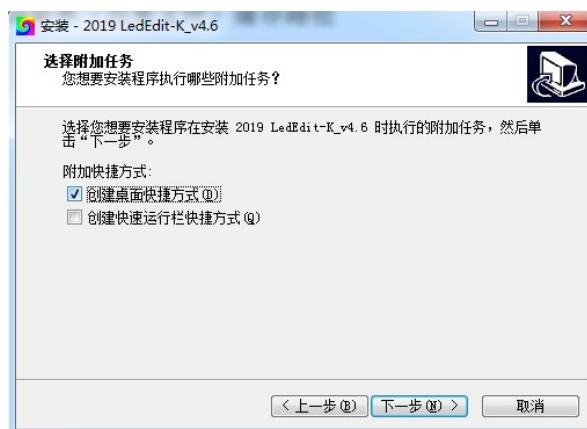 安装 - 2019 LedEdit-K_v4.6
选择附加任务
您想要安装程序执行哪些附加任务？
选择您想要安装程序在安装 2019 LedEdit-K_v4.6 时执行的附加任务，然后单
击“下一步”。
附加快捷方式:
创建桌面快捷方式(D)
创建快速运行栏快捷方式(Q)
< 上一步(B)
下一步(N) >
取消